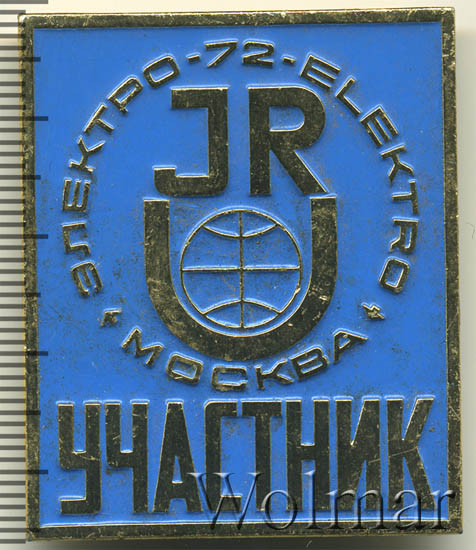 ЭЛЕКТРО-72-ELEKTRO
JR
U
МОСКВА
УЧАСТНИК
Wolmar